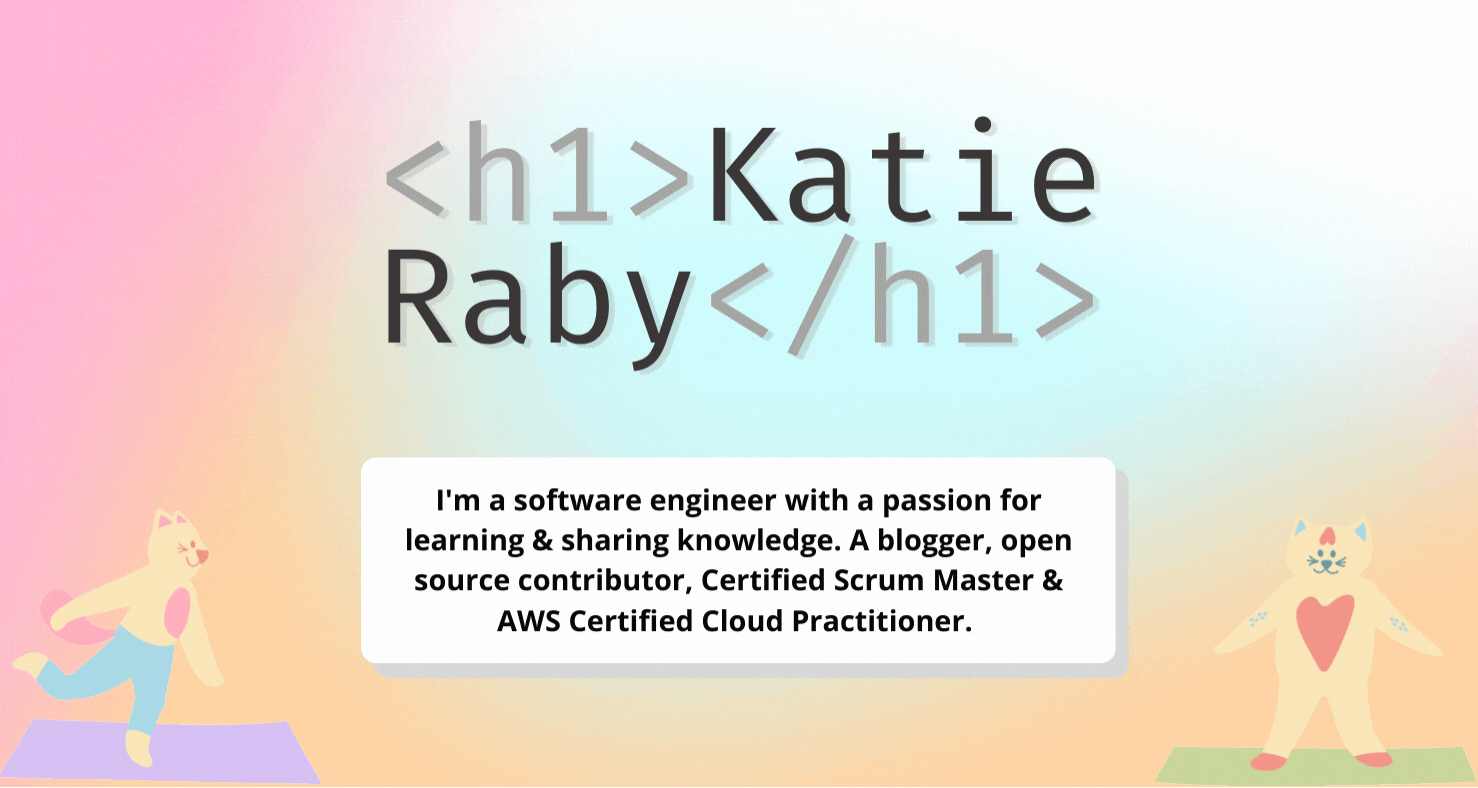 <h1>Katie
Raby</h1>
I'm a software engineer with a passion for
learning & sharing knowledge. A blogger, open
source contributor, Certified Scrum Master &
AWS Certified Cloud Practitioner.